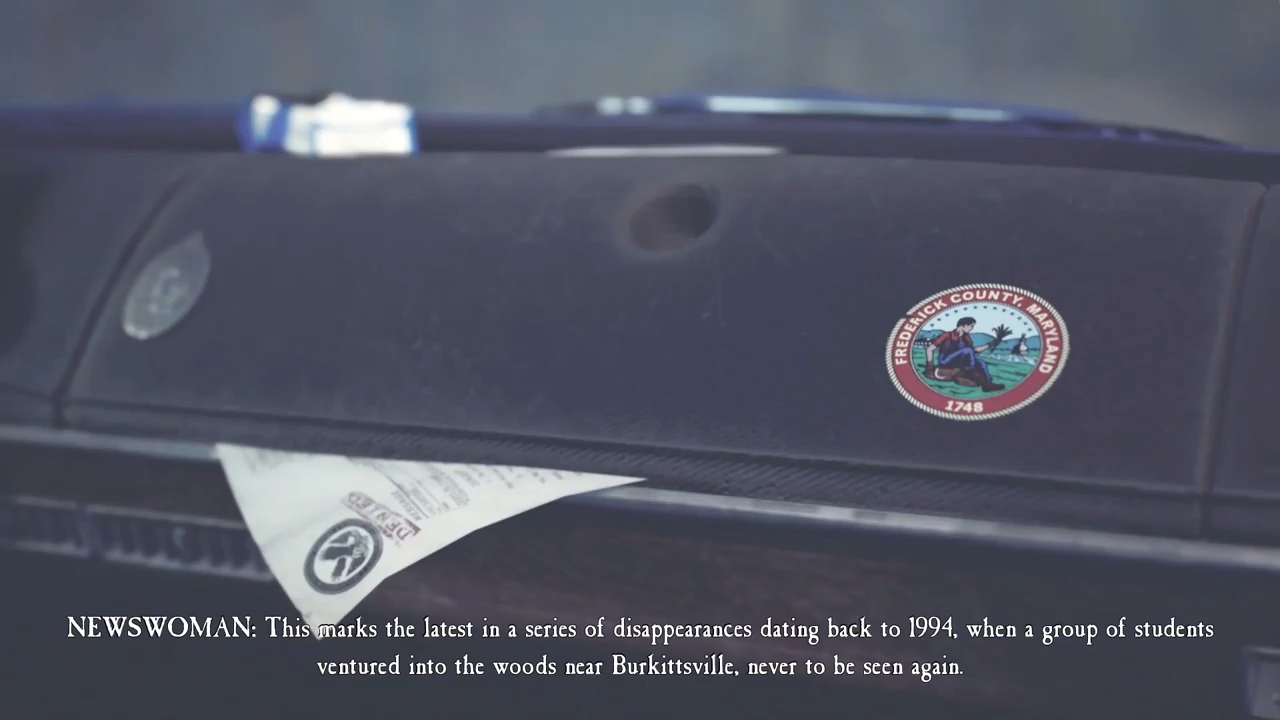 FREDERICK COUNTY, MARYLAND
1748
DENIED
NEWSWOMAN: This marks the latest in a series of disappearances dating back to 1994, when a group of students
ventured into the woods near Burkittsville, never to be seen again.